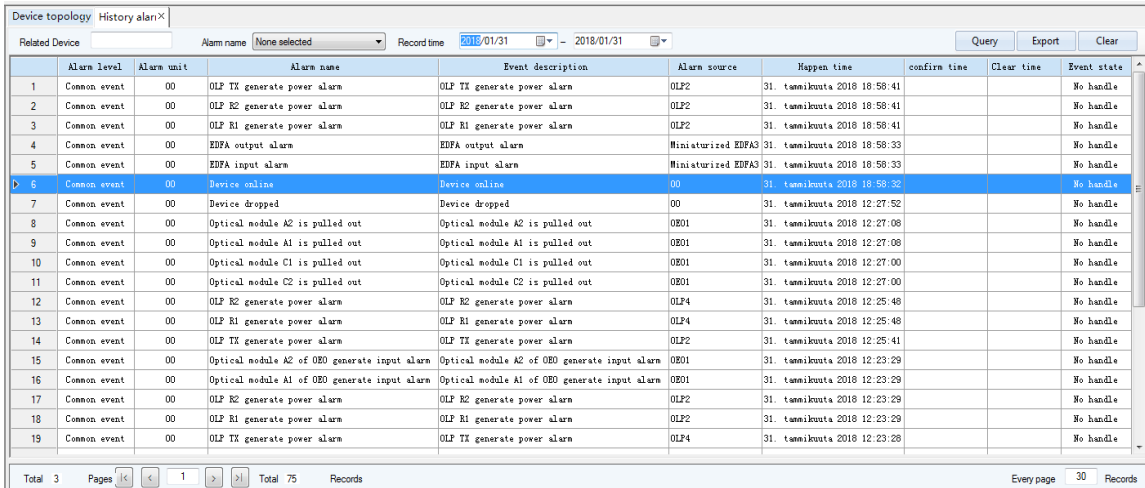 Device topology History aları×
Related Device Alarm name None selected Record time 2018/01/31 – 2018/01/31 Query Export Clear
Alarm level Alarm unit Alarm name Event description Alarm source Happen time confirm time Clear time Event state
1 Common event 00 OLP TX generate power alarm OLP TX generate power alarm OLP2 31. tammikuuta 2018 18:58:41 No handle
2 Common event 00 OLP R2 generate power alarm OLP R2 generate power alarm OLP2 31. tammikuuta 2018 18:58:41 No handle
3 Common event 00 OLP R1 generate power alarm OLP R1 generate power alarm OLP2 31. tammikuuta 2018 18:58:41 No handle
4 Common event 00 EDFA output alarm EDFA output alarm Miniaturized EDFA3 31. tammikuuta 2018 18:58:33 No handle
5 Common event 00 EDFA input alarm EDFA input alarm Miniaturized EDFA3 31. tammikuuta 2018 18:58:33 No handle
6 Common event 00 Device online Device online 00 31. tammikuuta 2018 18:58:32 No handle
7 Common event 00 Device dropped Device dropped 00 31. tammikuuta 2018 12:27:52 No handle
8 Common event 00 Optical module A2 is pulled out Optical module A2 is pulled out OEO1 31. tammikuuta 2018 12:27:08 No handle
9 Common event 00 Optical module A1 is pulled out Optical module A1 is pulled out OEO1 31. tammikuuta 2018 12:27:08 No handle
10 Common event 00 Optical module C1 is pulled out Optical module C1 is pulled out OEO1 31. tammikuuta 2018 12:27:00 No handle
11 Common event 00 Optical module C2 is pulled out Optical module C2 is pulled out OEO1 31. tammikuuta 2018 12:27:00 No handle
12 Common event 00 OLP R2 generate power alarm OLP R2 generate power alarm OLP4 31. tammikuuta 2018 12:25:48 No handle
13 Common event 00 OLP R1 generate power alarm OLP R1 generate power alarm OLP4 31. tammikuuta 2018 12:25:48 No handle
14 Common event 00 OLP TX generate power alarm OLP TX generate power alarm OLP2 31. tammikuuta 2018 12:25:41 No handle
15 Common event 00 Optical module A2 of OEO generate input alarm Optical module A2 of OEO generate input alarm OEO1 31. tammikuuta 2018 12:23:29 No handle
16 Common event 00 Optical module A1 of OEO generate input alarm Optical module A1 of OEO generate input alarm OEO1 31. tammikuuta 2018 12:23:29 No handle
17 Common event 00 OLP R2 generate power alarm OLP R2 generate power alarm OLP2 31. tammikuuta 2018 12:23:29 No handle
18 Common event 00 OLP R1 generate power alarm OLP R1 generate power alarm OLP2 31. tammikuuta 2018 12:23:29 No handle
19 Common event 00 OLP TX generate power alarm OLP TX generate power alarm OLP4 31. tammikuuta 2018 12:23:28 No handle
Total 3 Pages |< < 1 > >| Total 75 Records Every page 30 Records